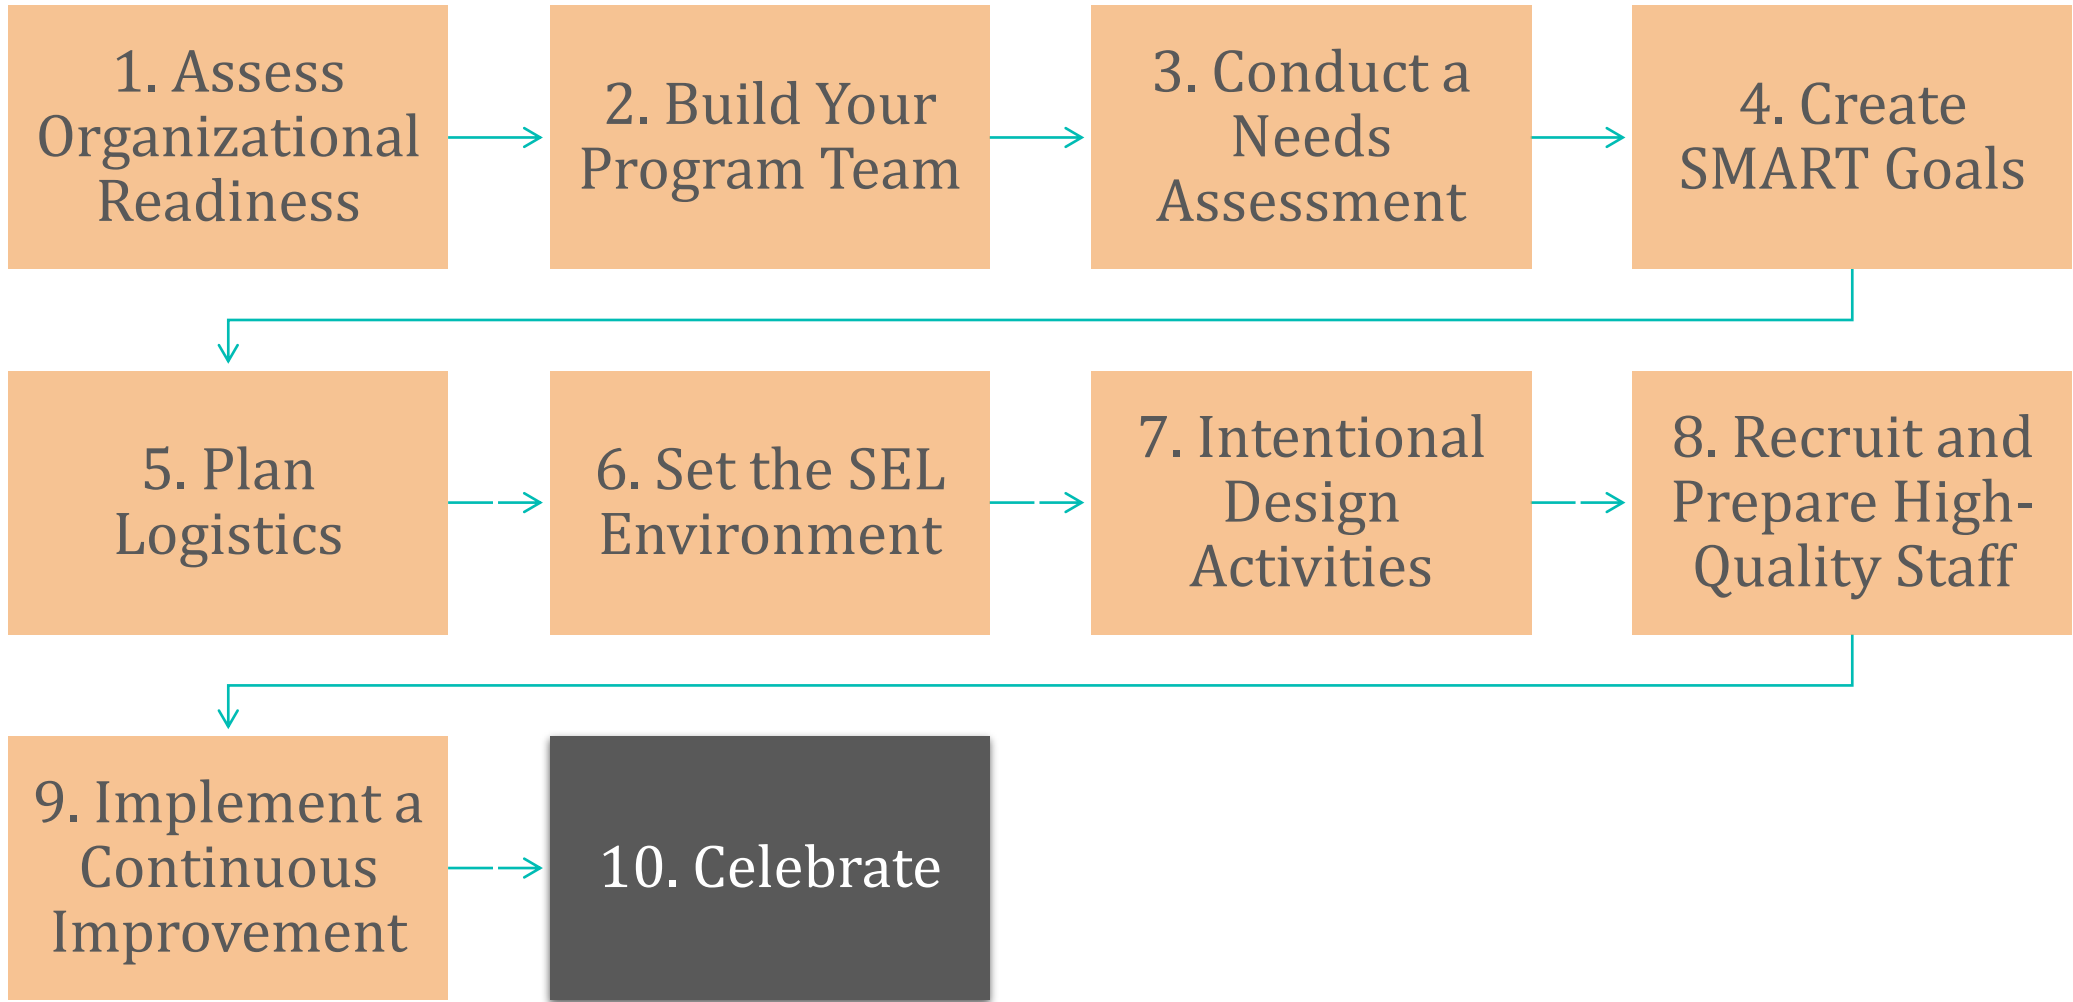 1. Assess
Organizational
Readiness
2. Build Your
Program Team
3. Conduct a
Needs
Assessment
4. Create
SMART Goals
5. Plan
Logistics
6. Set the SEL
Environment
7. Intentional
Design
Activities
8. Recruit and
Prepare High-
Quality Staff
9. Implement a
Continuous
Improvement
10. Celebrate